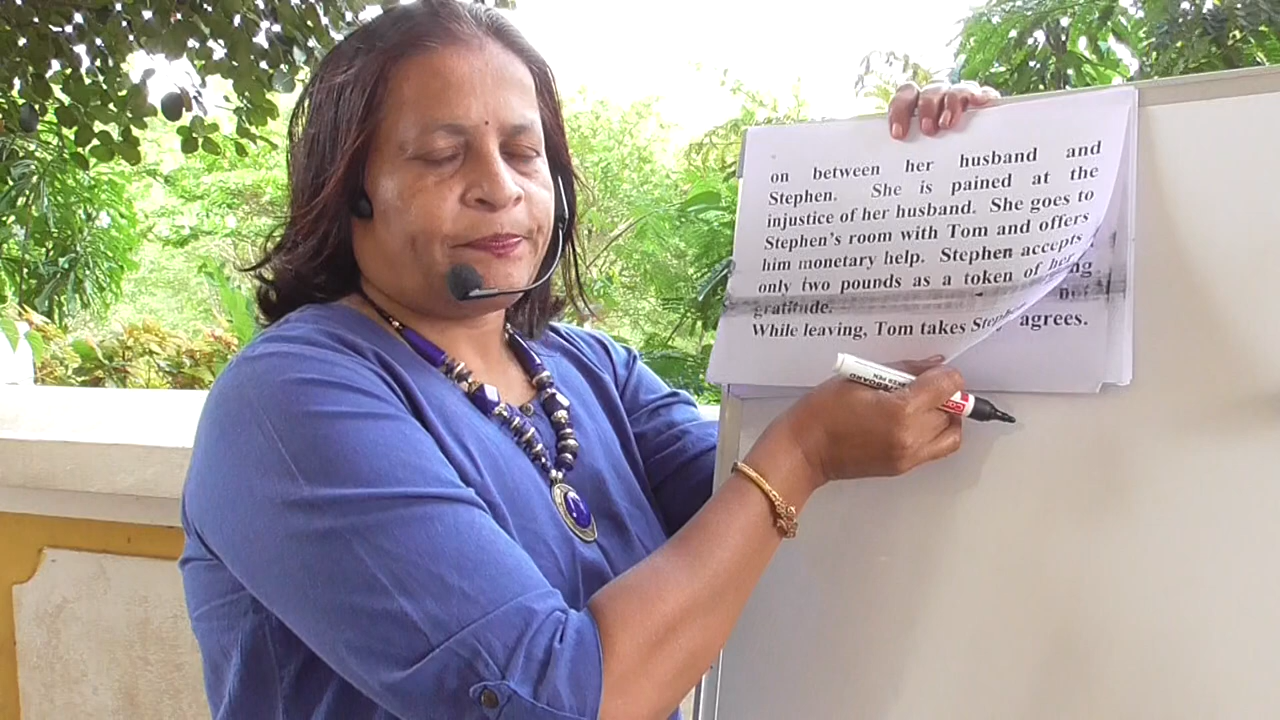 on between her husband and
Stephen. She is pained at the
injustice of her husband. She goes to
Stephen's room with Tom and offers
him monetary help. Stephen accepts
only two pounds as a token of her
gratitude.
While leaving, Tom takes agrees.